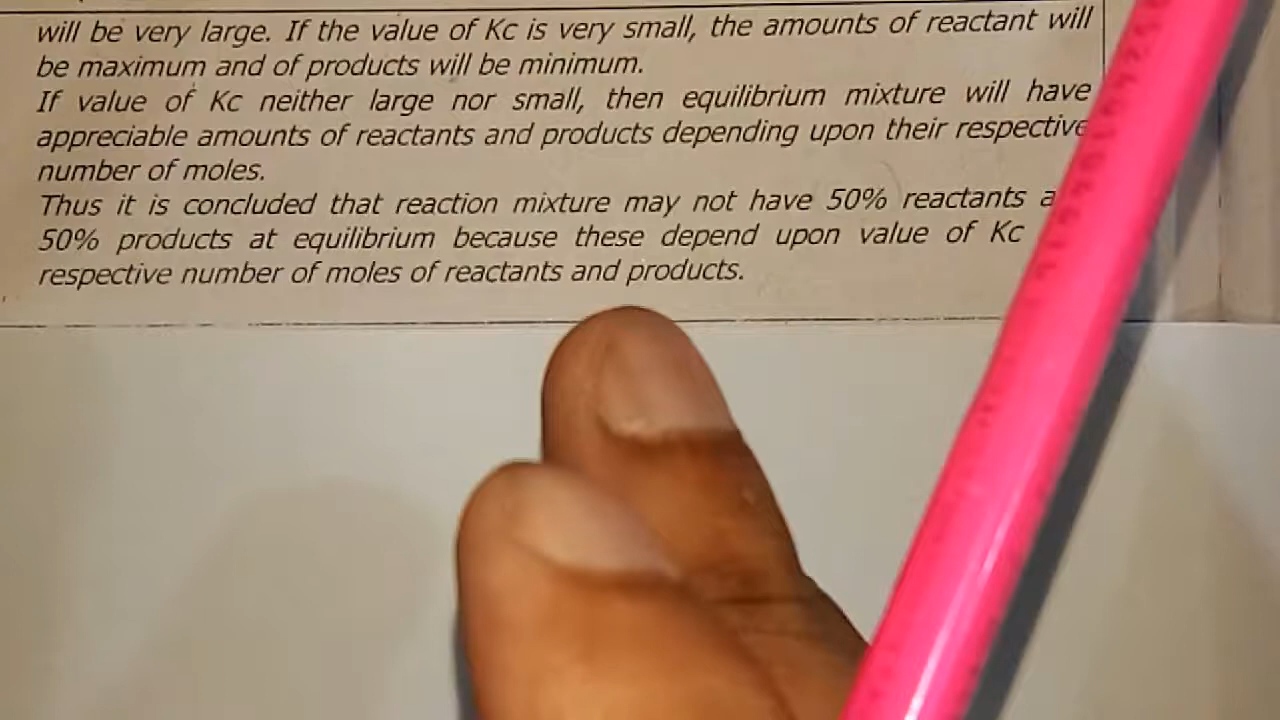 will be very large. If the value of Kc is very small, the amounts of reactant will
be maximum and of products will be minimum.
If value of Kc neither large nor small, then equilibrium mixture will have
appreciable amounts of reactants and products depending upon their respective
number of moles.
Thus it is concluded that reaction mixture may not have 50% reactants
50% products at equilibrium because these depend upon value of Kc
respective number of moles of reactants and products.